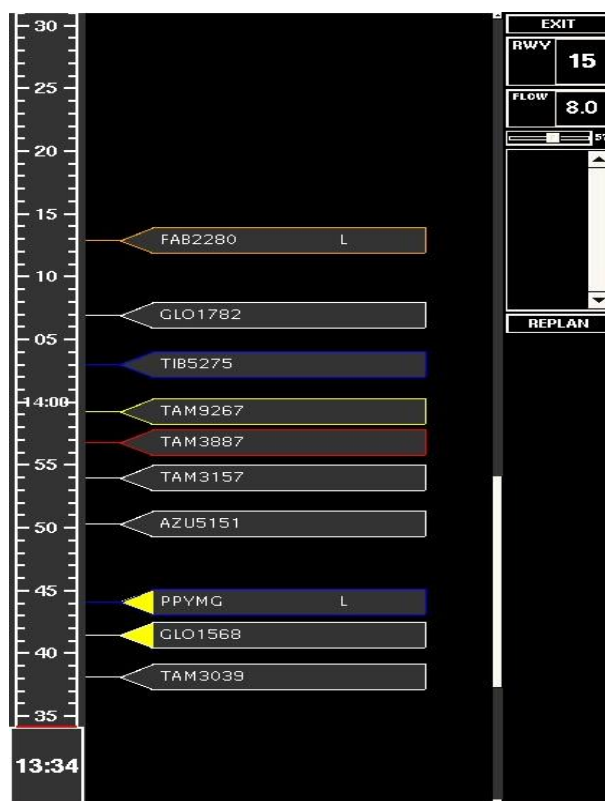 30
EXIT
RWY
15
25
FLOW
8.0
20
15
FAB2280 L
10
GLO1782
REPLAN
05
TIB5275
14:00
TAM9267
TAM3887
55
TAM3157
50
AZU5151
45
PPYMG L
GLO1568
40
TAM3039
35
13:34